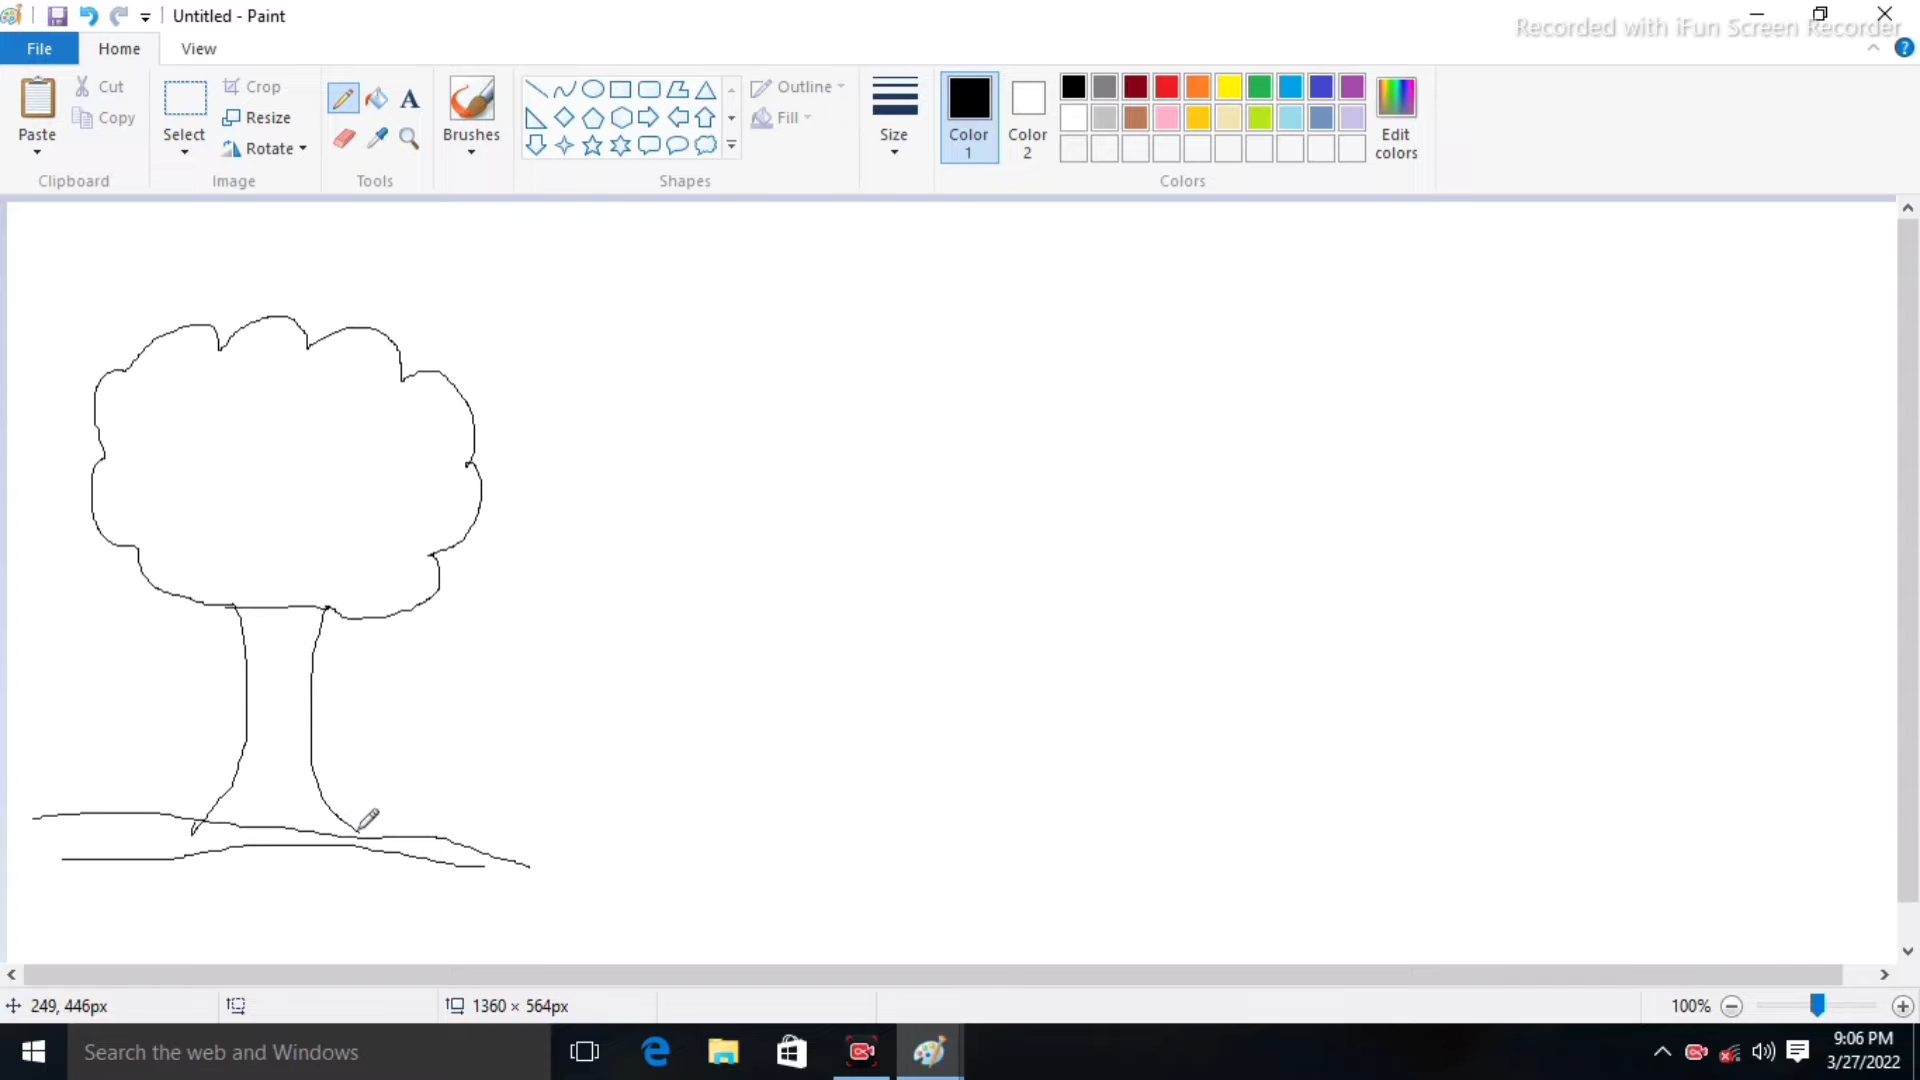 Untitled - Paint
Recorded with iFun Screen Recorder
File Home View
Paste
Cut
Copy
Clipboard
Select
Crop
Resize
Rotate
Image
A
Tools
Brushes
Shapes
Outline
Fill
Size
Color 1
Color 2
Edit colors
Colors
249, 446px
1360 × 564px
100%
Search the web and Windows
9:06 PM
3/27/2022